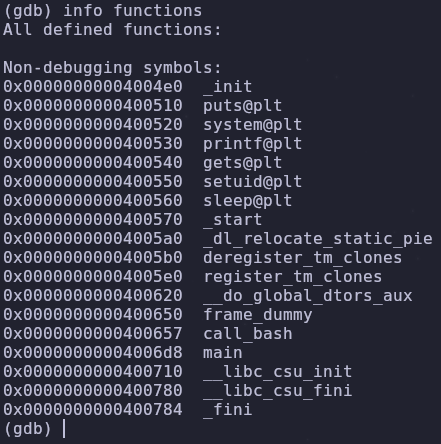 (gdb) info functions
All defined functions:

Non-debugging symbols:
0x00000000004004e0  _init
0x0000000000400510  puts@plt
0x0000000000400520  system@plt
0x0000000000400530  printf@plt
0x0000000000400540  gets@plt
0x0000000000400550  setuid@plt
0x0000000000400560  sleep@plt
0x0000000000400570  _start
0x00000000004005a0  _dl_relocate_static_pie
0x00000000004005b0  deregister_tm_clones
0x00000000004005e0  register_tm_clones
0x0000000000400620  __do_global_dtors_aux
0x0000000000400650  frame_dummy
0x0000000000400657  call_bash
0x00000000004006d8  main
0x0000000000400710  __libc_csu_init
0x0000000000400780  __libc_csu_fini
0x0000000000400784  _fini
(gdb)